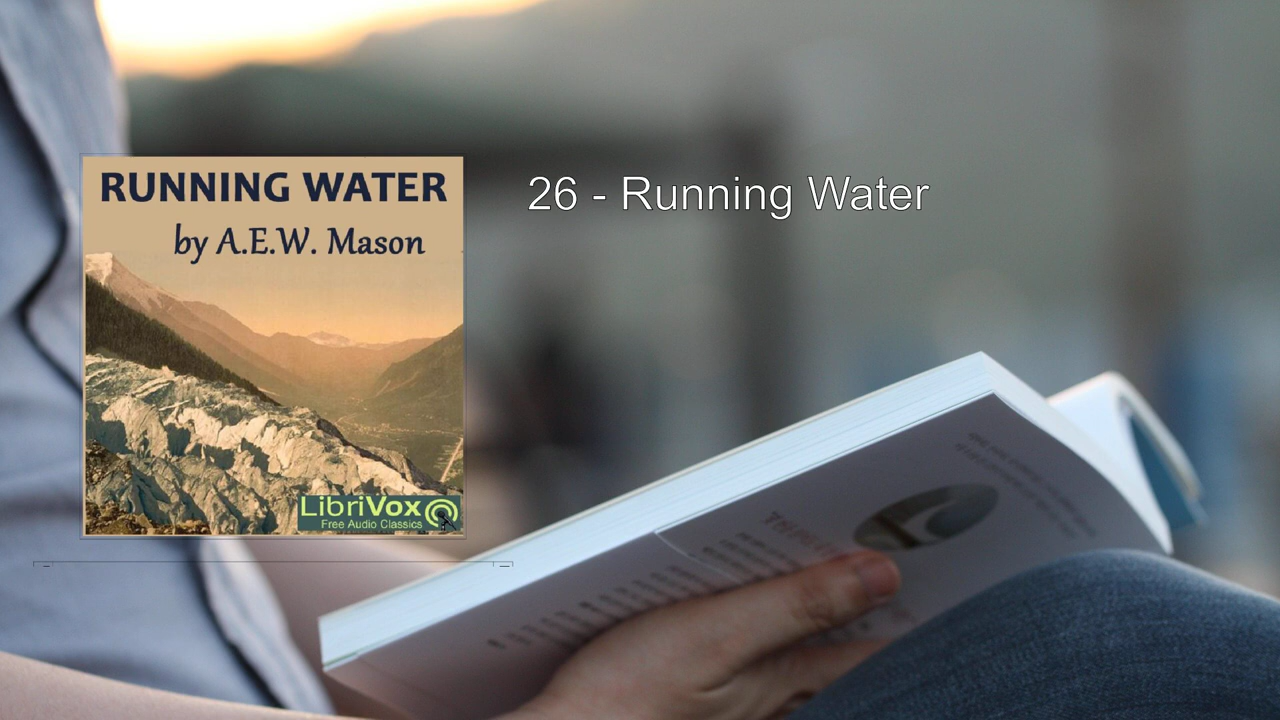 RUNNING WATER
by A.E.W. Mason
LibriVox
Free Audio Classics
26 - Running Water